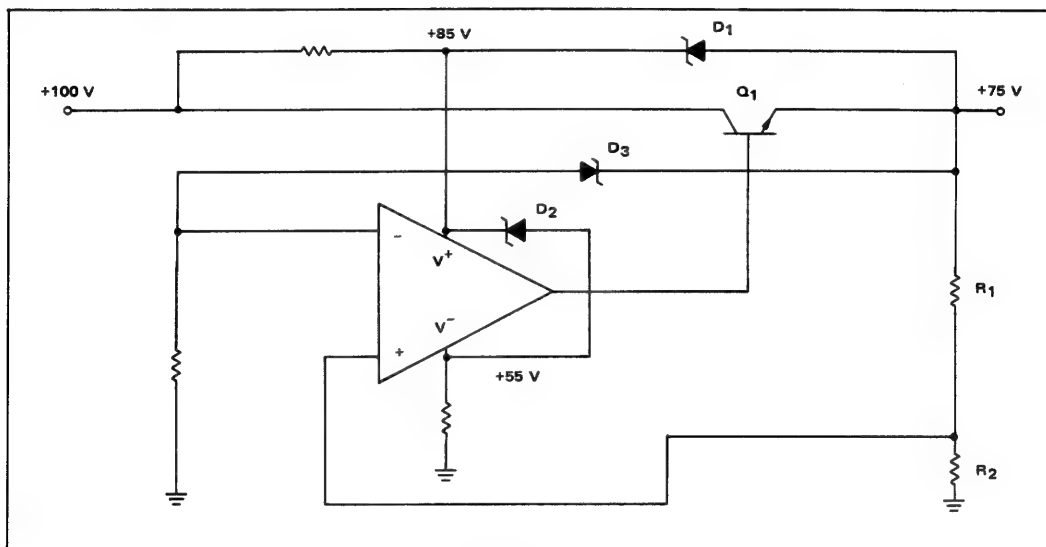 +85 V
D1
+100 V
Q1
+75 V
D3
D2
-
V+
R1
V-
+
+55 V
R2